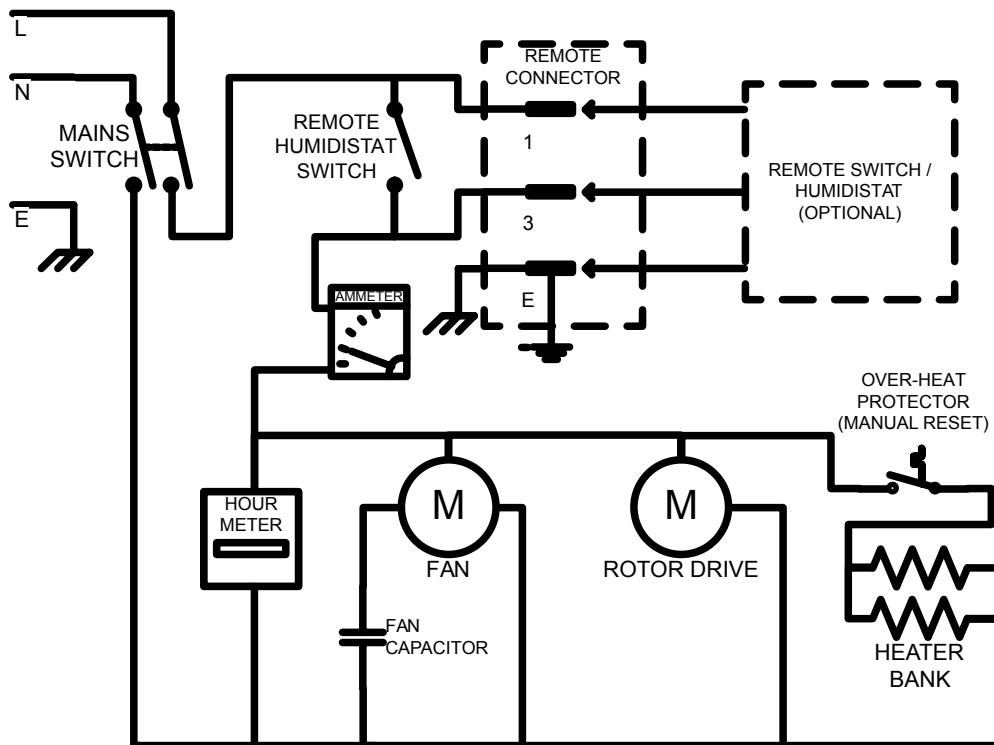 L
N
E
MAINS
SWITCH
REMOTE
HUMIDISTAT
SWITCH
REMOTE
CONNECTOR
1
3
E
REMOTE SWITCH /
HUMIDISTAT
(OPTIONAL)
AMMETER
OVER-HEAT
PROTECTOR
(MANUAL RESET)
HOUR
METER
M
FAN
M
ROTOR DRIVE
FAN
CAPACITOR
HEATER
BANK